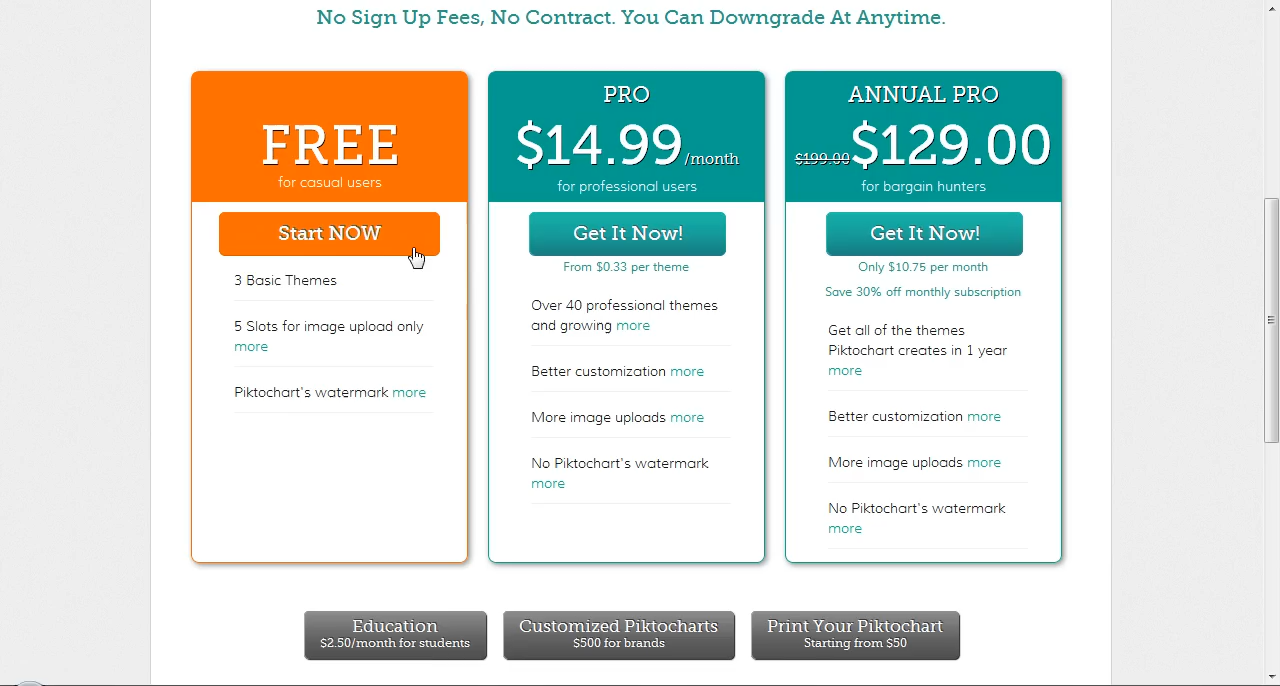 No Sign Up Fees, No Contract. You Can Downgrade At Anytime.
FREE
for casual users
Start NOW
3 Basic Themes
5 Slots for image upload only
more
Piktochart's watermark more
PRO
$14.99 /month
for professional users
Get It Now!
From $0.33 per theme
Over 40 professional themes
and growing more
Better customization more
More image uploads more
No Piktochart's watermark
more
ANNUAL PRO
$199.00 $129.00
for bargain hunters
Get It Now!
Only $10.75 per month
Save 30% off monthly subscription
Get all of the themes
Piktochart creates in 1 year
more
Better customization more
More image uploads more
No Piktochart's watermark
more
Education
$2.50/month for students
Customized Piktocharts
$500 for brands
Print Your Piktochart
Starting from $50